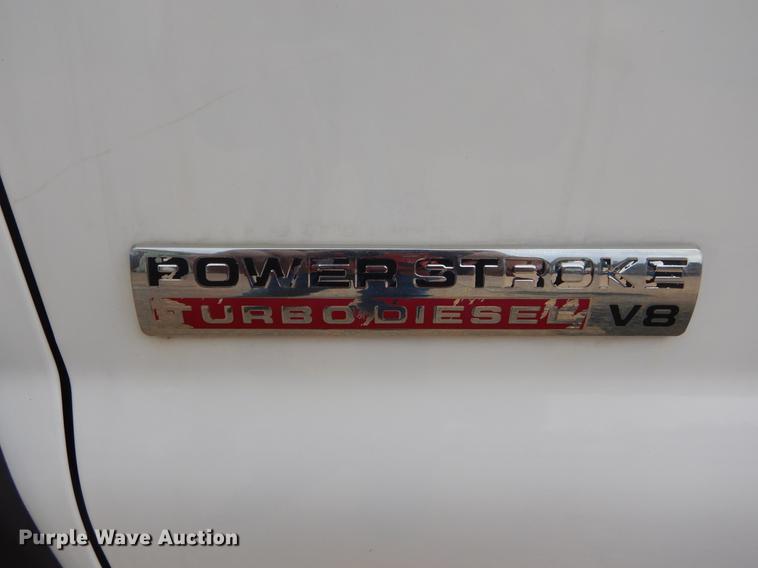 POWER STROKE
TURBO DIESEL V8
Purple Wave Auction